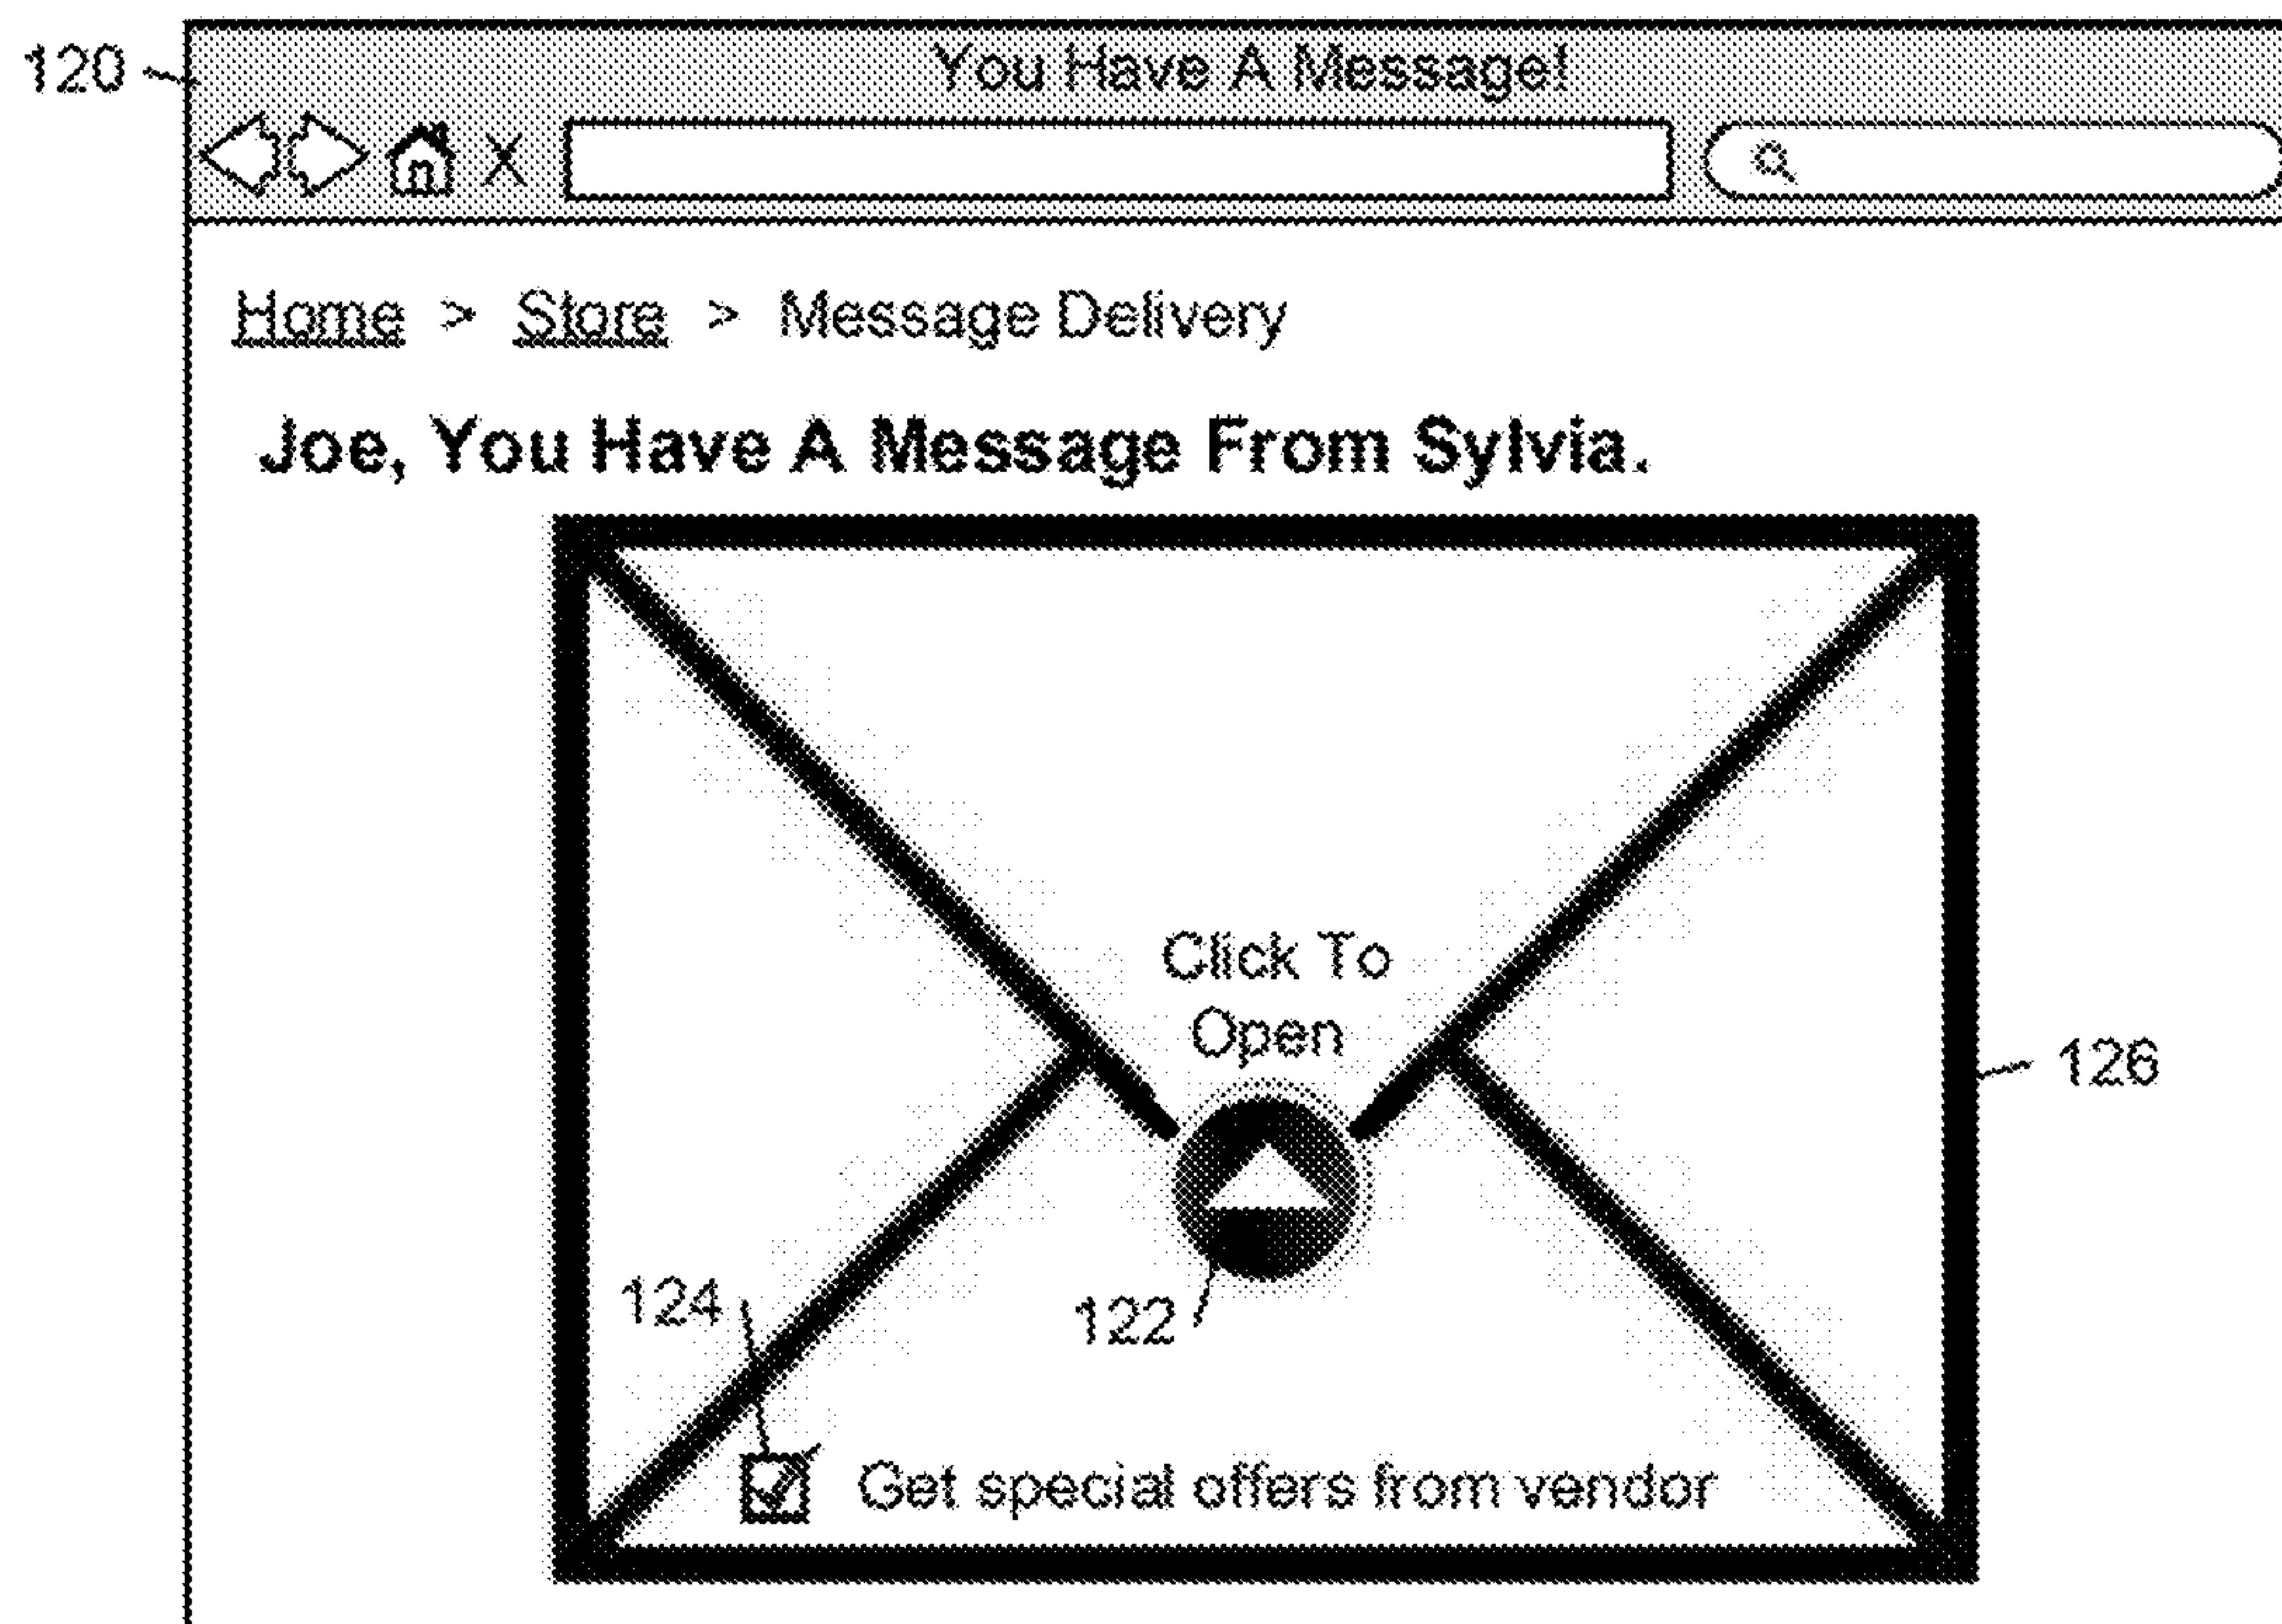 120
You Have A Message!
X
Home > Store > Message Delivery
Joe, You Have A Message From Sylvia.
Click To
Open
126
124
122
Get special offers from vendor